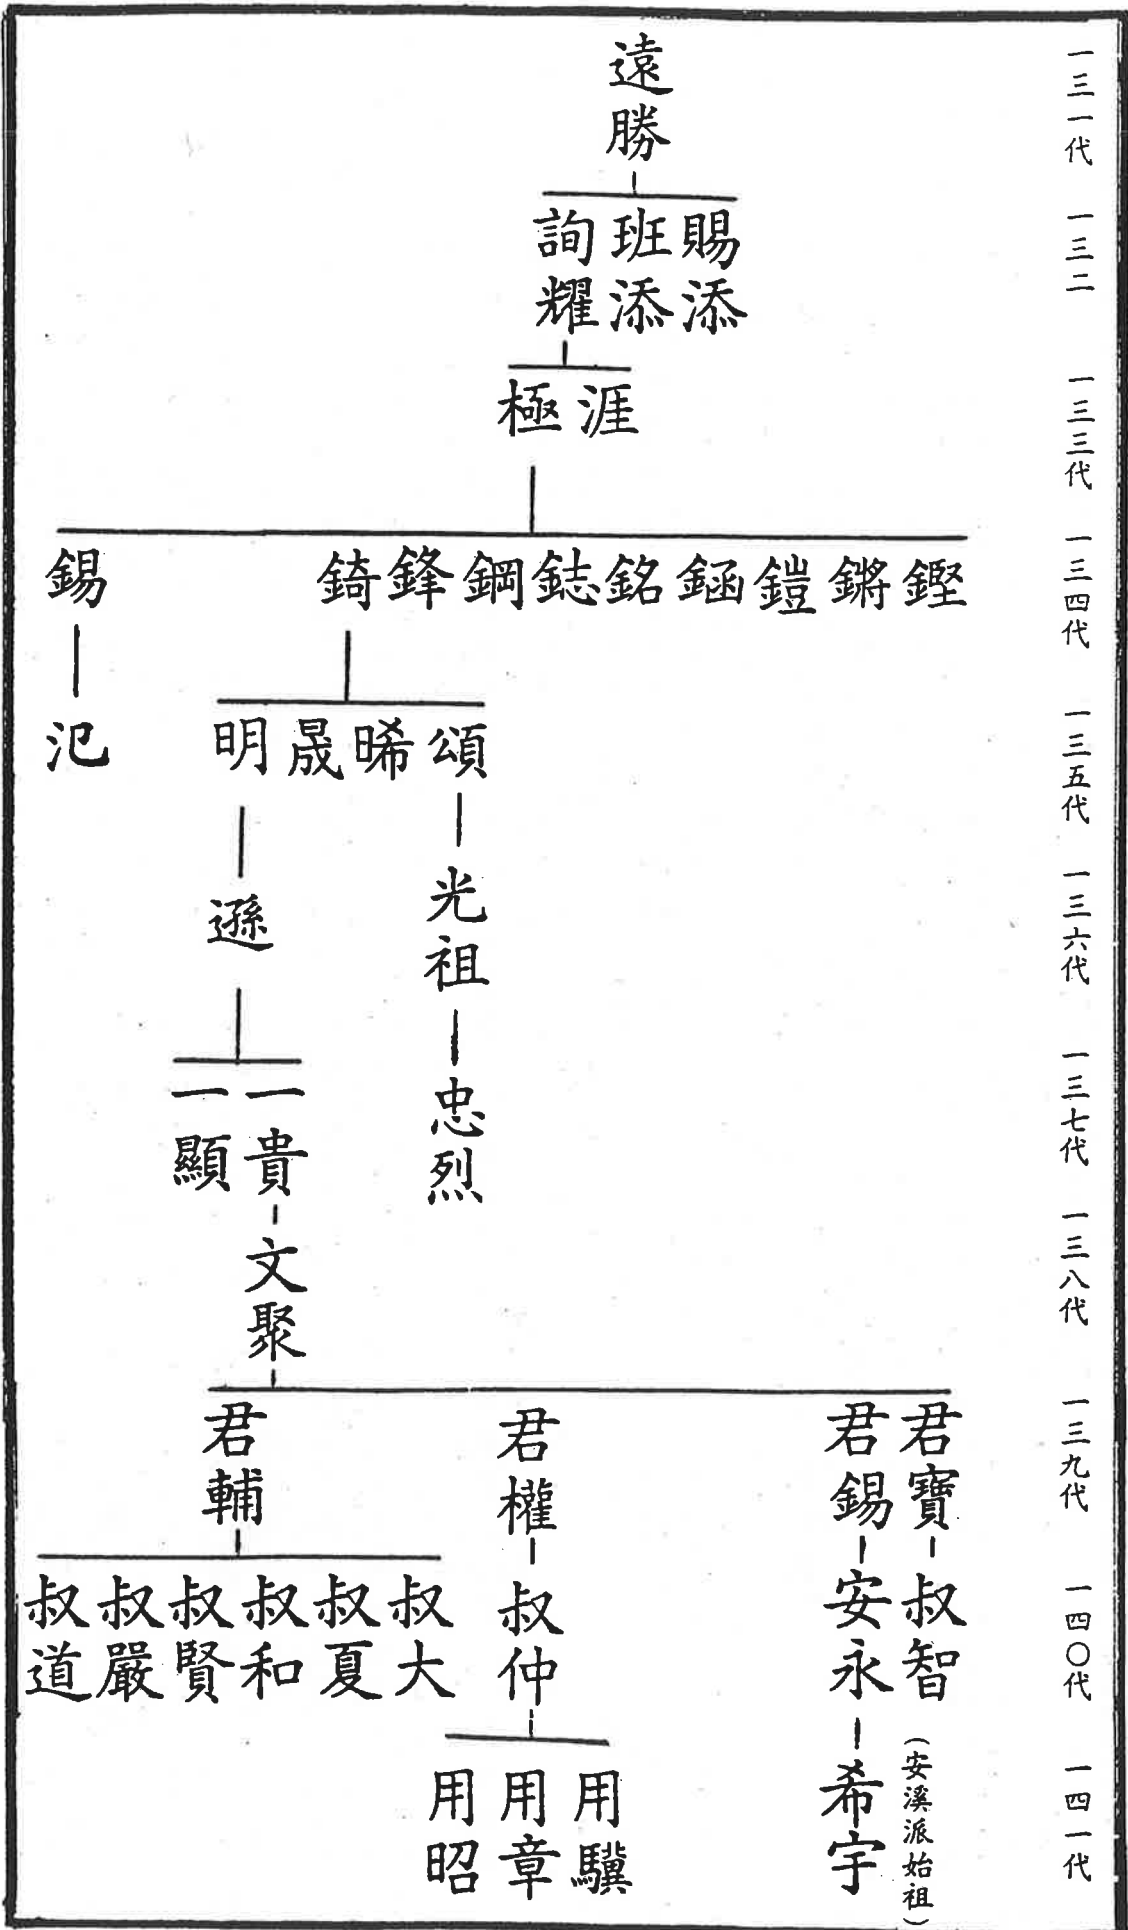 一三一代
遠勝
一三二
賜添
班添
詢耀
一三三代
涯
極
一三四代
鏗
鏘
鎧
鋾
銘
鋕
鋼
鋒
錡
錫
一三五代
頌
晞
晟
明
氾
一三六代
光祖
遜
一三七代
忠烈
一貴
一顯
一三八代
文聚
一三九代
君寶
君錫
君權
君輔
一四〇代
叔智
(安溪派始祖)
安永
叔仲
叔大
叔夏
叔和
叔賢
叔嚴
叔道
一四一代
希宇
用驥
用章
用昭